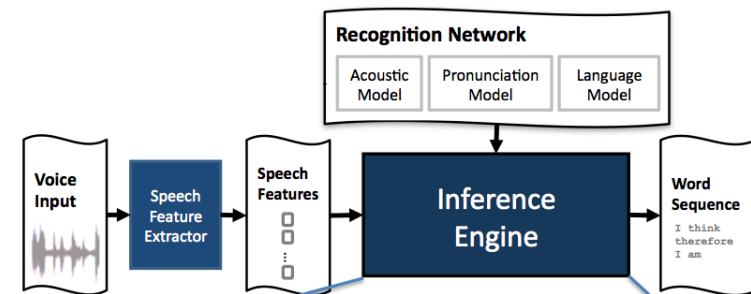 Recognition Network
Acoustic
Model
Pronunciation
Model
Language
Model
Voice
Input
Speech
Feature
Extractor
Speech
Features
...
Inference
Engine
Word
Sequence
I think
therefore
I am